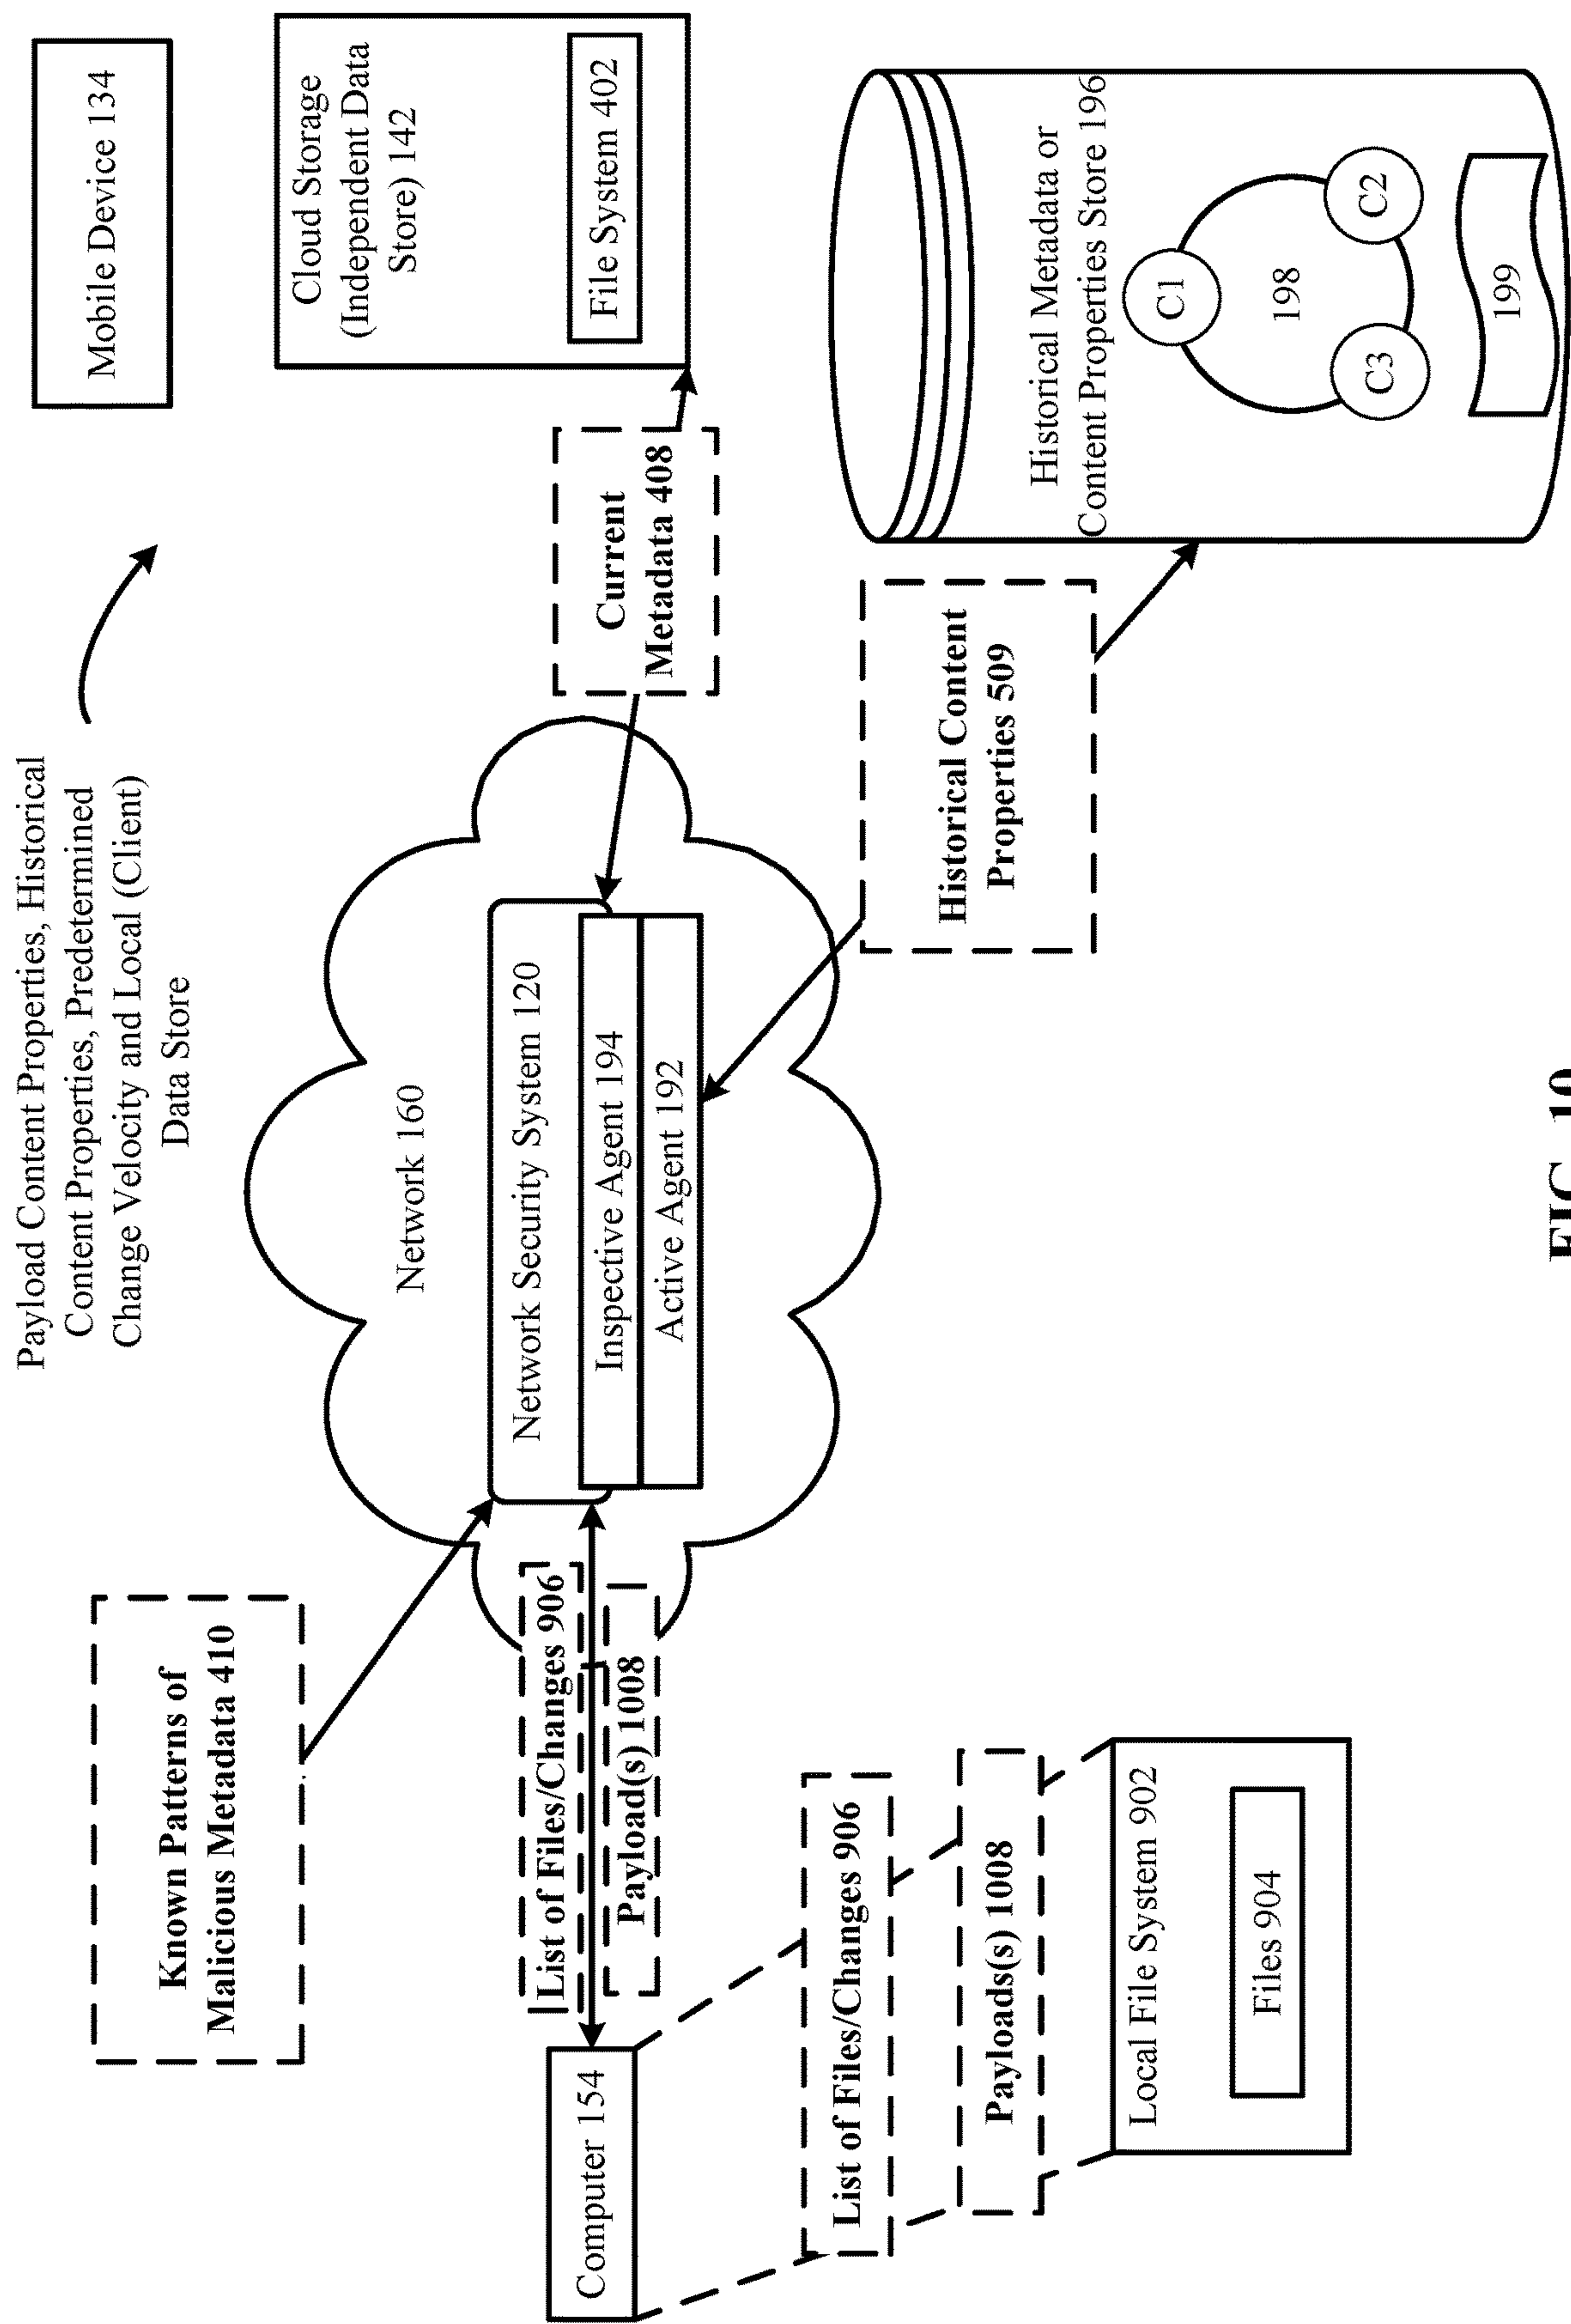 Payload Content Properties, Historical
Content Properties, Predetermined
Change Velocity and Local (Client)
Data Store
Mobile Device 134
Known Patterns of
Malicious Metadata 410
Network 160
Cloud Storage
(Independent Data
Store) 142
File System 402
Network Security System 120
Inspective Agent 194
Active Agent 192
Current
Metadata 408
Computer 154
List of Files/Changes 906
Payload(s) 1008
List of Files/Changes 906
Payloads(s) 1008
Local File System 902
Files 904
Historical Content
Properties 509
Historical Metadata or
Content Properties Store 196
C1
198
C2
C3
199
FIG. 10